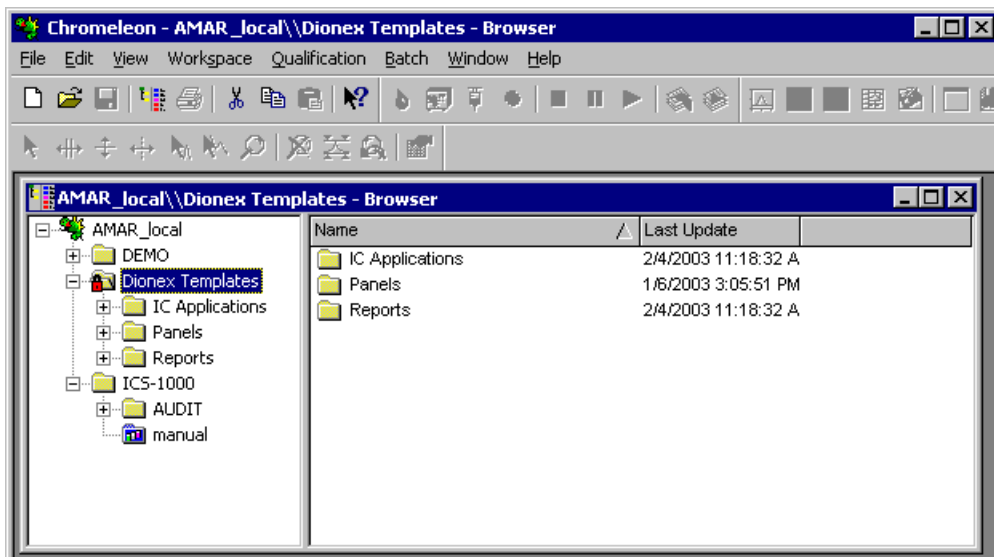 Chromeleon - AMAR_local\\Dionex Templates - Browser
File Edit View Workspace Qualification Batch Window Help
AMAR_local\\Dionex Templates - Browser
AMAR_local
DEMO
Dionex Templates
IC Applications
Panels
Reports
ICS-1000
AUDIT
manual
Name Last Update
IC Applications 2/4/2003 11:18:32 A
Panels 1/6/2003 3:05:51 PM
Reports 2/4/2003 11:18:32 A